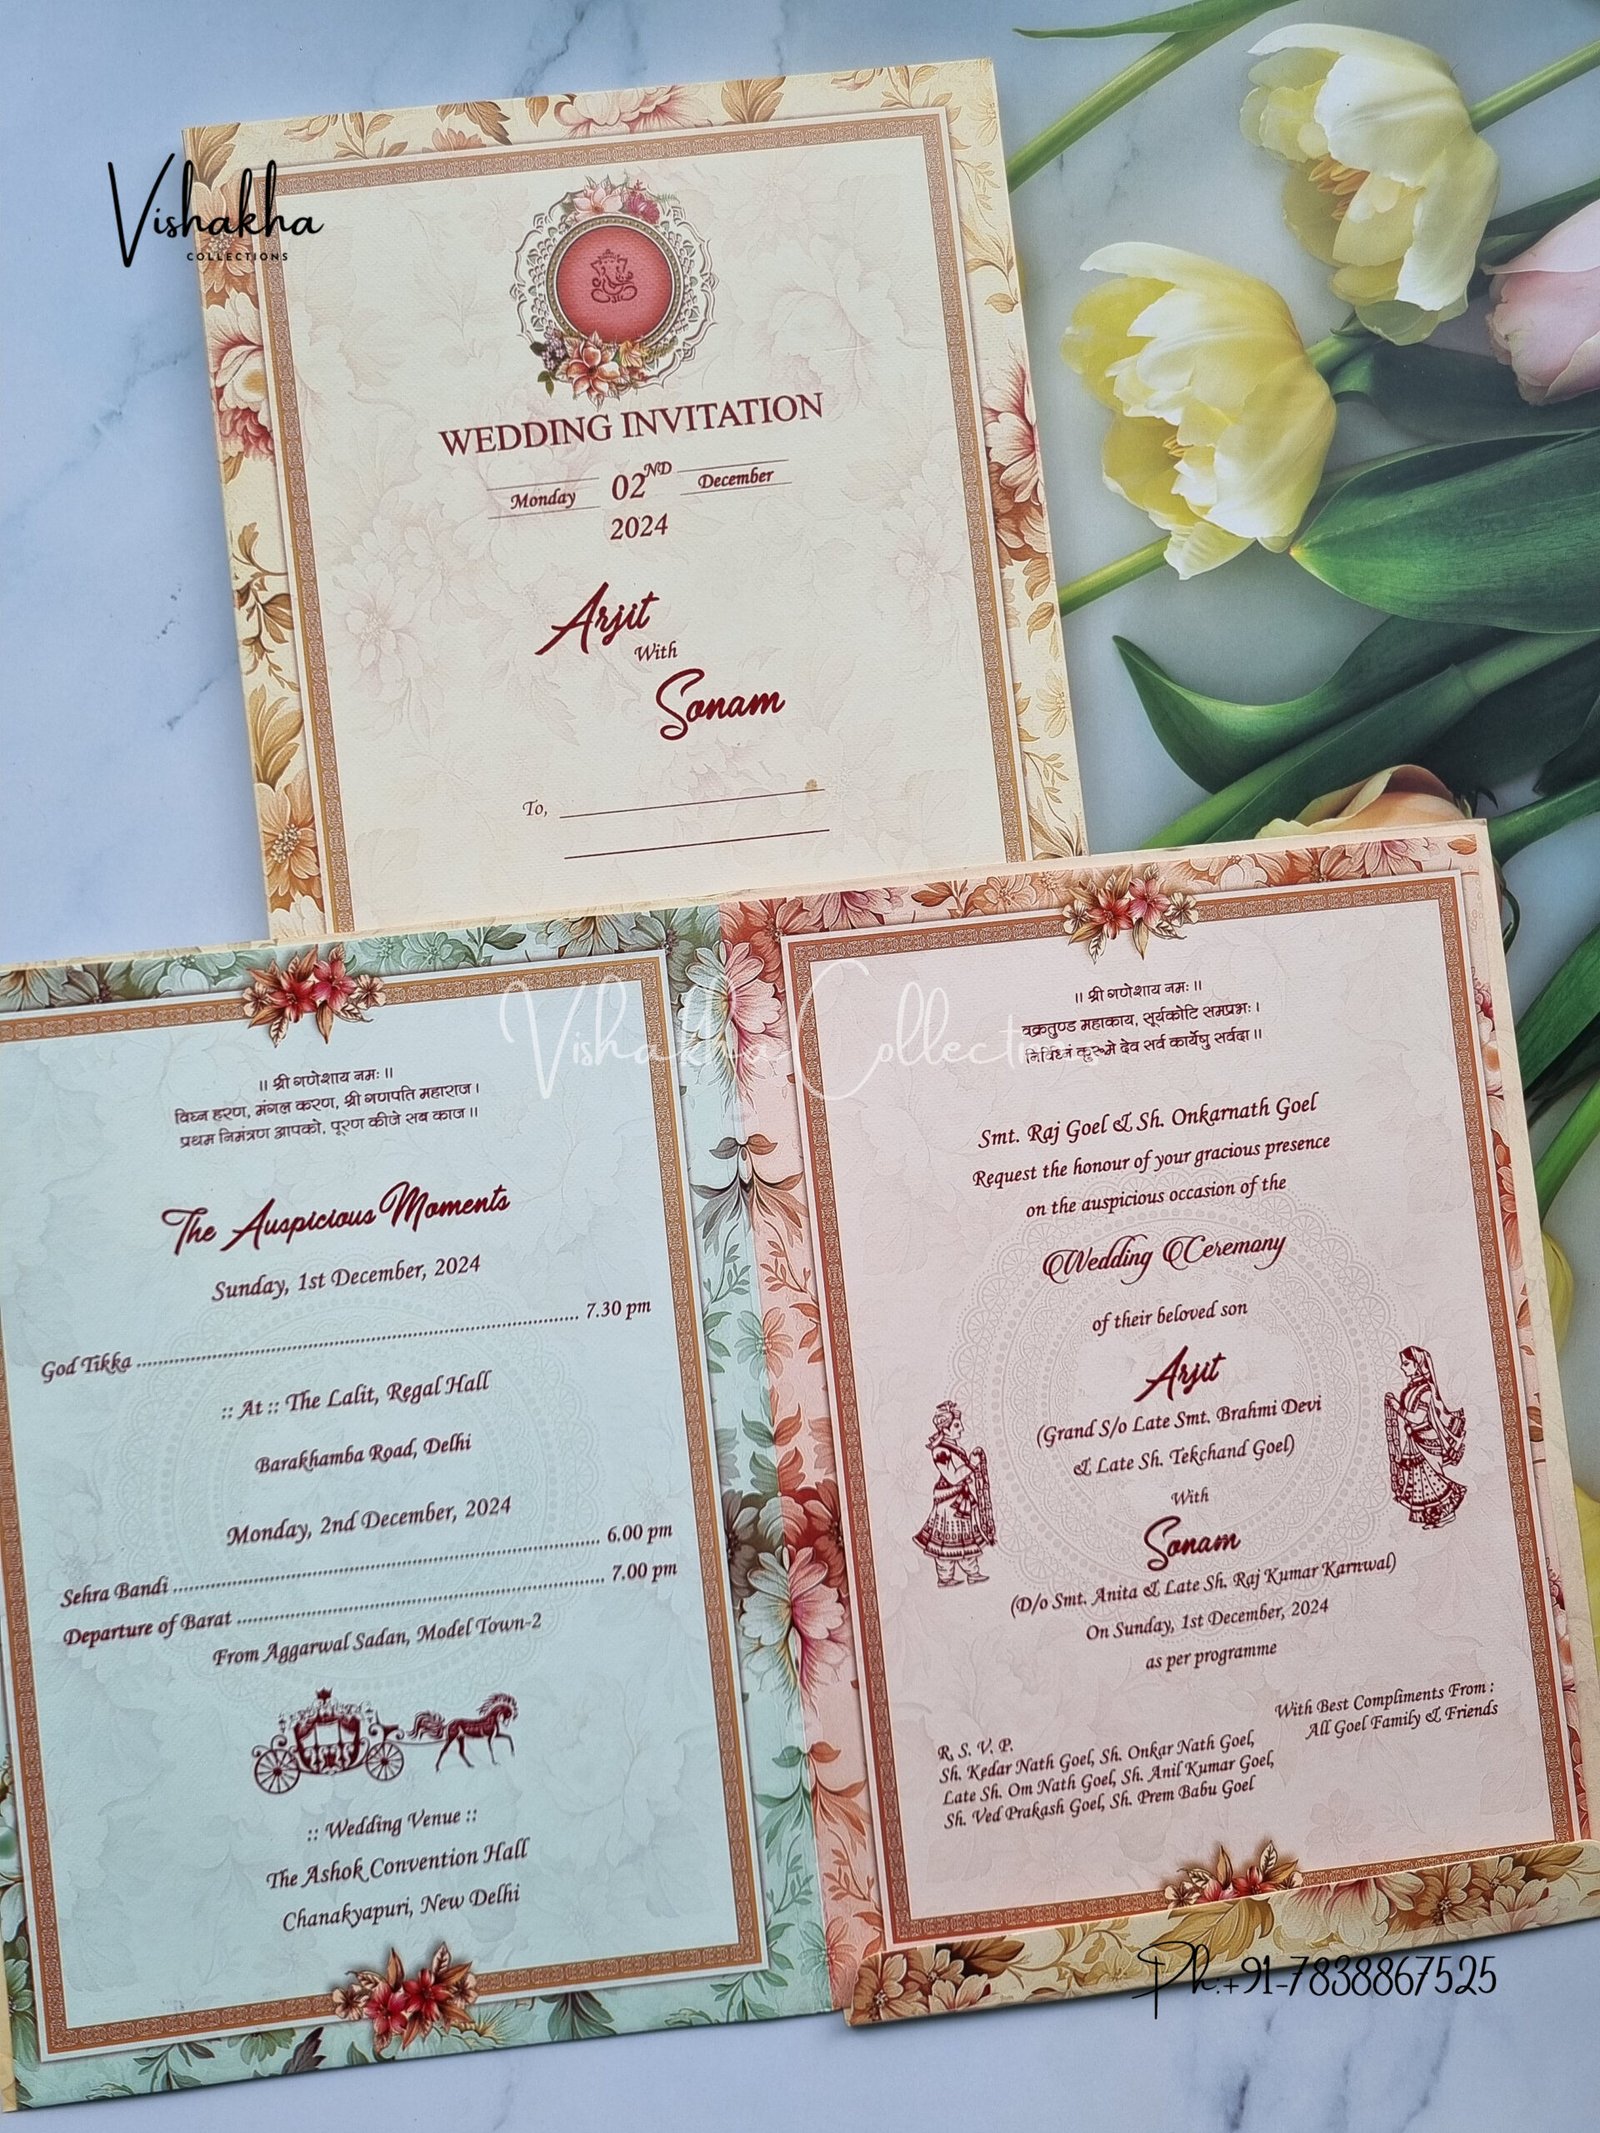 Vishakha
COLLECTIONS
WEDDING INVITATION
Monday 02ND December
2024
Arjit
With
Sonam
To,
Vishakha Collections
॥ श्री गणेशाय नमः ॥
विघ्न हरण, मंगल करण, श्री गणपति महाराज ।
प्रथम निमंत्रण आपको, पूरण कीजे सब काज ॥
The Auspicious Moments
Sunday, 1st December, 2024
God Tikka ........................................ 7.30 pm
:: At :: The Lalit, Regal Hall
Barakhamba Road, Delhi
Monday, 2nd December, 2024
Sehra Bandi ........................................ 6.00 pm
Departure of Barat ........................................ 7.00 pm
From Aggarwal Sadan, Model Town-2
:: Wedding Venue ::
The Ashok Convention Hall
Chanakyapuri, New Delhi
॥ श्री गणेशाय नमः ॥
वक्रतुण्ड महाकाय, सूर्यकोटि समप्रभः ।
निर्विघ्नं कुरूमे देव सर्व कार्येषु सर्वदा ॥
Smt. Raj Goel & Sh. Onkarnath Goel
Request the honour of your gracious presence
on the auspicious occasion of the
Wedding Ceremony
of their beloved son
Arjit
(Grand S/o Late Smt. Brahmi Devi
& Late Sh. Tekchand Goel)
With
Sonam
(D/o Smt. Anita & Late Sh. Raj Kumar Karnwal)
On Sunday, 1st December, 2024
as per programme
With Best Compliments From :
All Goel Family & Friends
R. S. V. P.
Sh. Kedar Nath Goel, Sh. Onkar Nath Goel,
Late Sh. Om Nath Goel, Sh. Anil Kumar Goel,
Sh. Ved Prakash Goel, Sh. Prem Babu Goel
Ph.+91-7838867525